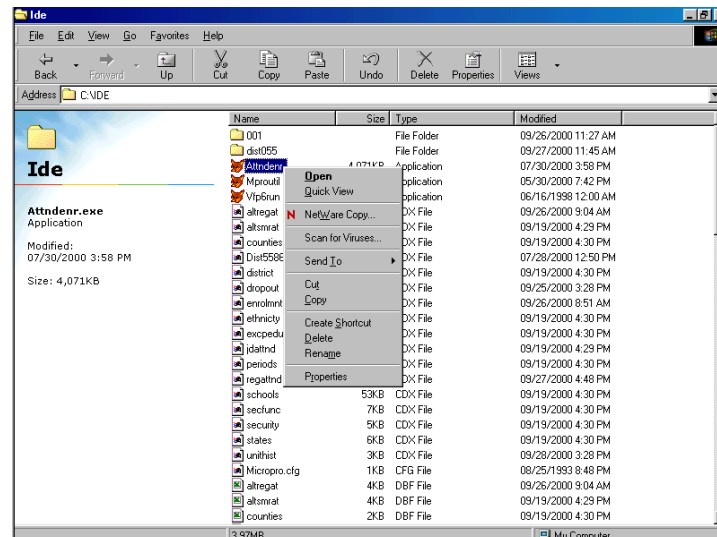 Ide
File Edit View Go Favorites Help
Back Forward Up Cut Copy Paste Undo Delete Properties Views
Address C:\IDE
Name Size Type Modified
001 File Folder 09/26/2000 11:27 AM
dist055 File Folder 09/27/2000 11:45 AM
Attndenr 4,071KB Application 07/30/2000 3:58 PM
Mproutil 05/30/2000 7:42 PM
Vfp6run 06/16/1998 12:00 AM
altregat 09/26/2000 9:04 AM
altsmrat 09/19/2000 4:29 PM
counties 09/19/2000 4:30 PM
Dist5586 07/28/2000 12:50 PM
district 09/19/2000 4:30 PM
dropout 09/25/2000 3:28 PM
enrolmnt 09/26/2000 8:51 AM
ethnicty 09/19/2000 4:30 PM
excpedu 09/19/2000 4:30 PM
jdattnd 09/19/2000 4:29 PM
periods 09/19/2000 4:30 PM
regattnd 09/27/2000 4:48 PM
schools 53KB CDX File 09/19/2000 4:30 PM
secfunc 7KB CDX File 09/19/2000 4:30 PM
security 5KB CDX File 09/19/2000 4:30 PM
states 6KB CDX File 09/19/2000 4:30 PM
unithist 3KB CDX File 09/28/2000 3:28 PM
Micropro.cfg 1KB CFG File 08/25/1993 8:48 PM
altregat 4KB DBF File 09/26/2000 9:04 AM
altsmrat 4KB DBF File 09/19/2000 4:29 PM
counties 2KB DBF File 09/19/2000 4:30 PM
Ide
Attndenr.exe
Application
Modified:
07/30/2000 3:58 PM
Size: 4,071KB
Open
Quick View
N NetWare Copy...
Scan for Viruses...
Send To
Cut
Copy
Create Shortcut
Delete
Rename
Properties
3.97MB My Computer